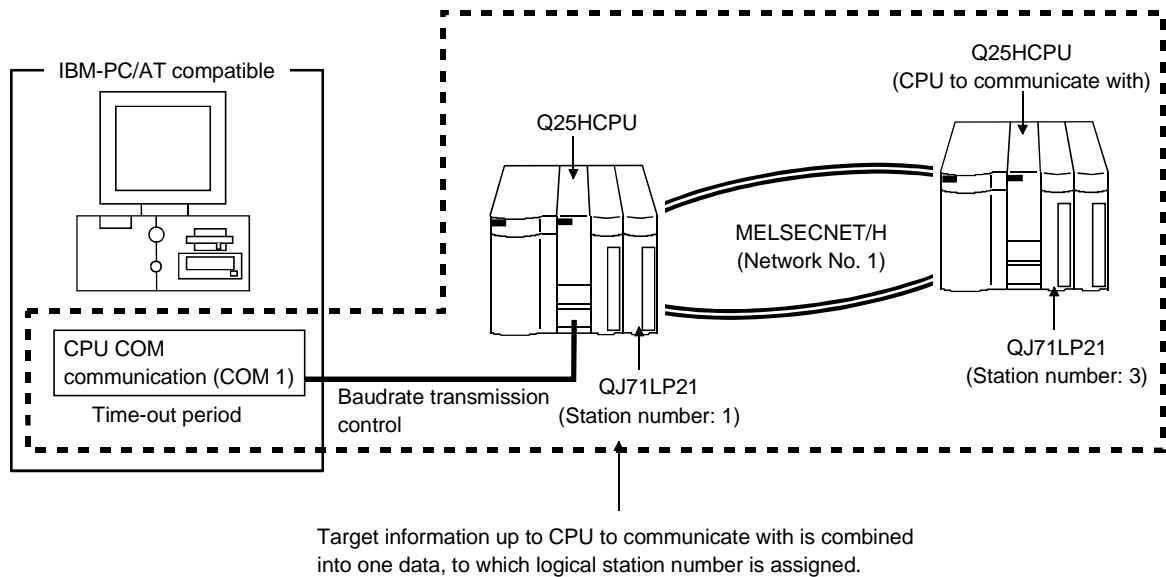 IBM-PC/AT compatible
Q25HCPU
Q25HCPU
(CPU to communicate with)
MELSECNET/H
(Network No. 1)
CPU COM
communication (COM 1)
Time-out period
Baudrate transmission
control
QJ71LP21
(Station number: 1)
QJ71LP21
(Station number: 3)
Target information up to CPU to communicate with is combined
into one data, to which logical station number is assigned.